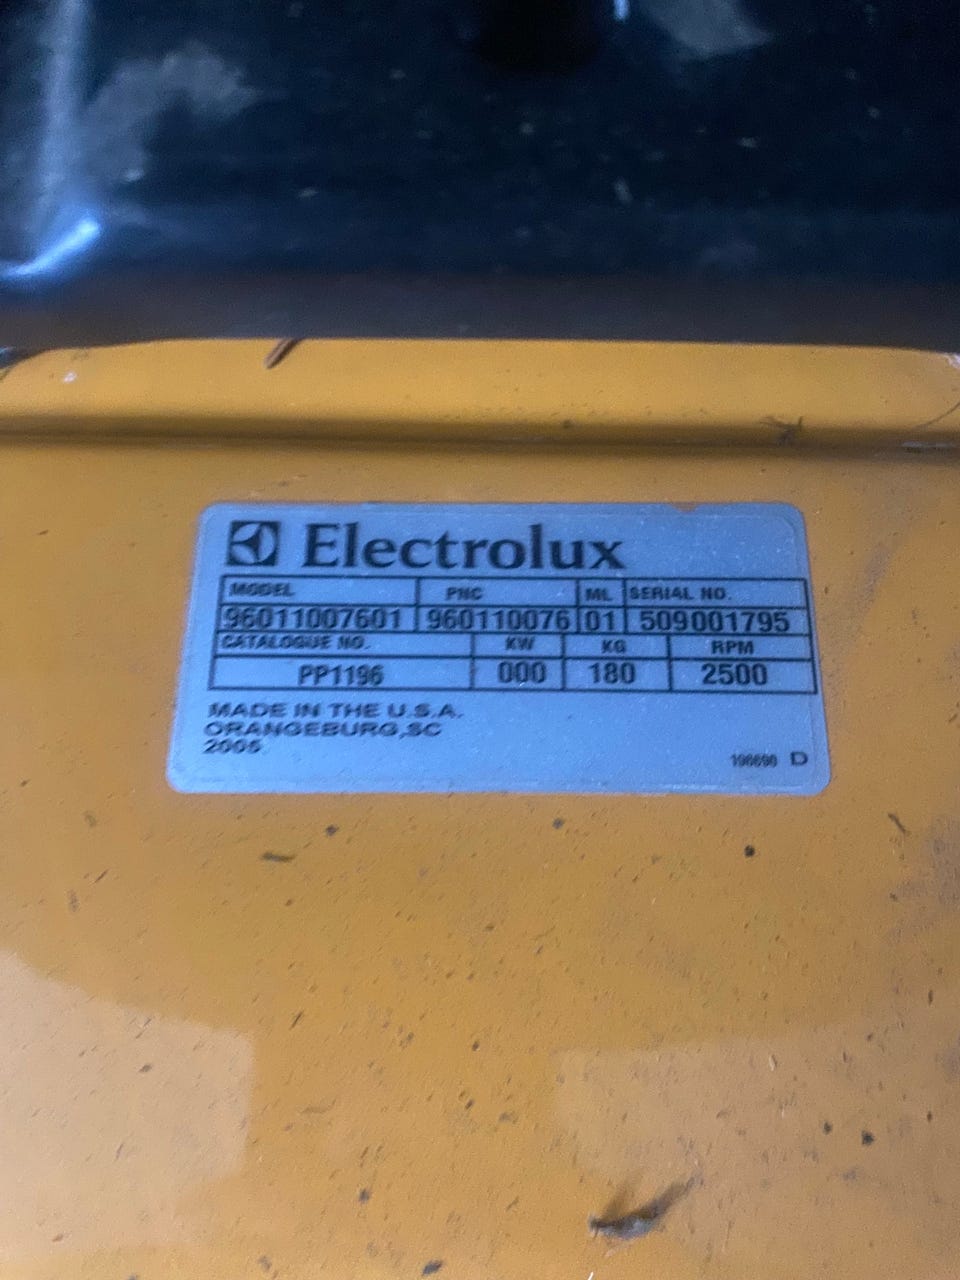 Electrolux
MODEL PNC ML SERIAL NO.
96011007601 960110076 01 509001795
CATALOGUE NO. KW KG RPM
PP1196 000 180 2500
MADE IN THE U.S.A.
ORANGEBURG,SC
2005
D